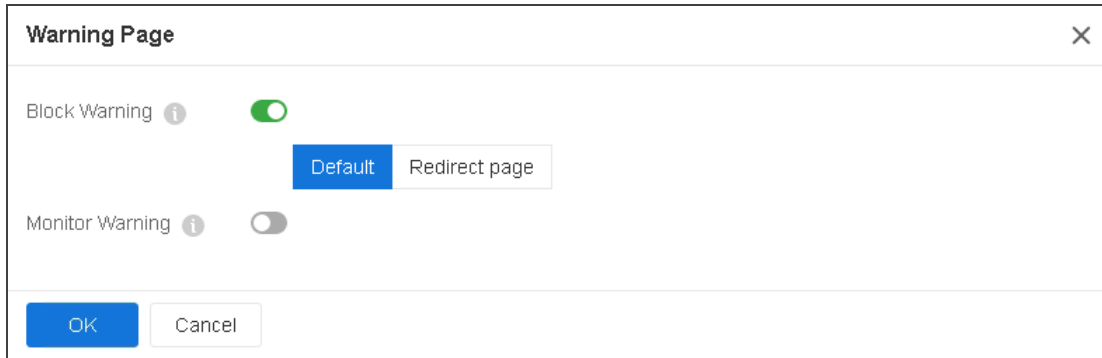 Warning Page
Block Warning
Default Redirect page
Monitor Warning
OK Cancel